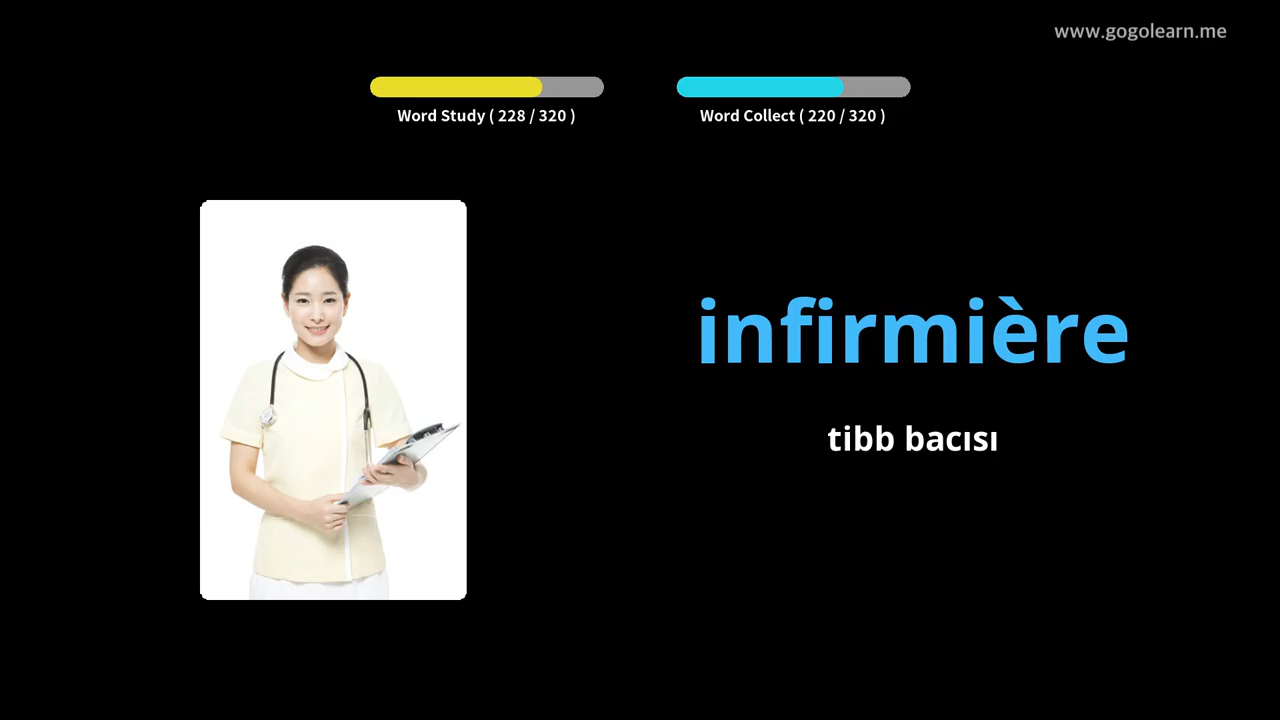 www.gogolearn.me
Word Study ( 228 / 320 )
Word Collect ( 220 / 320 )
infirmière
tibb bacısı